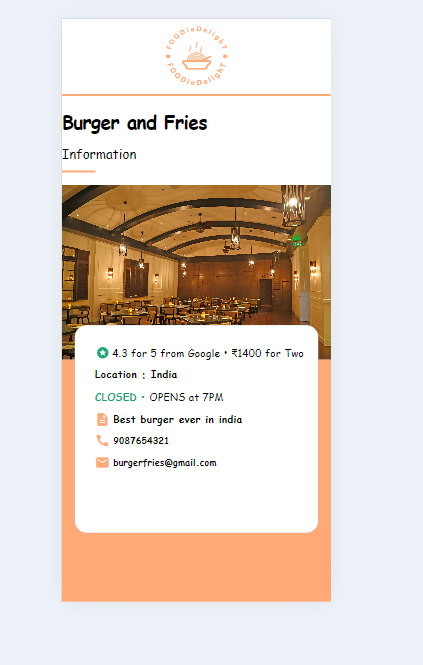 FOODieDelighT
FOODieDelighT
Burger and Fries
Information
4.3 for 5 from Google • ₹1400 for Two
Location : India
CLOSED • OPENS at 7PM
Best burger ever in india
9087654321
burgerfries@gmail.com